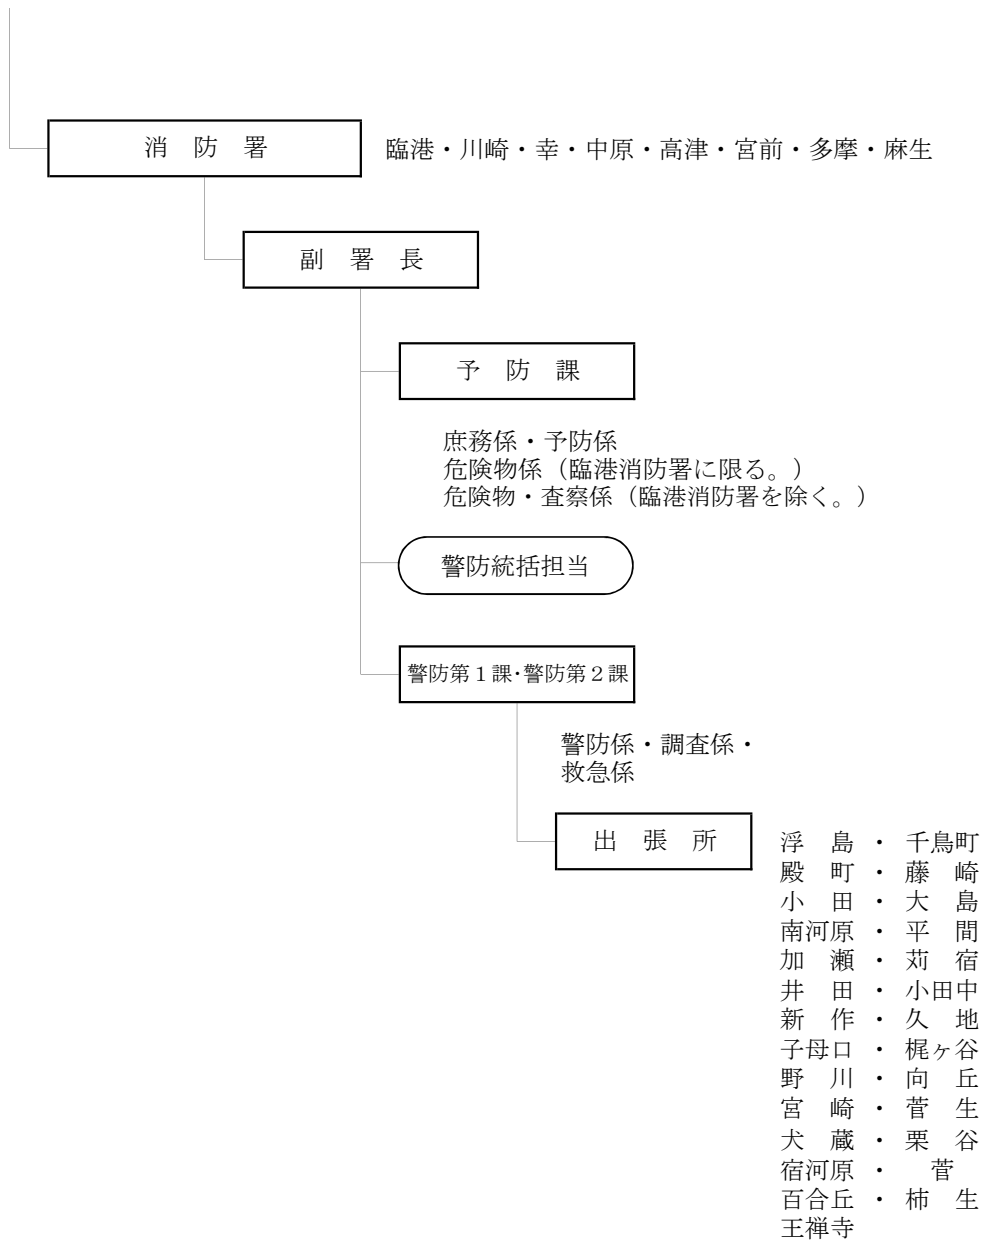 消　防　署
臨港・川崎・幸・中原・高津・宮前・多摩・麻生
副　署　長
予　防　課
庶務係・予防係
危険物係（臨港消防署に限る。）
危険物・査察係（臨港消防署を除く。）
警防統括担当
警防第１課･警防第２課
警防係・調査係・
救急係
出　張　所
浮　島 ・ 千鳥町
殿　町 ・ 藤　崎
小　田 ・ 大　島
南河原 ・ 平　間
加　瀬 ・ 苅　宿
井　田 ・ 小田中
新　作 ・ 久　地
子母口 ・ 梶ヶ谷
野　川 ・ 向　丘
宮　崎 ・ 菅　生
犬　蔵 ・ 栗　谷
宿河原 ・ 　菅
百合丘 ・ 柿　生
王禅寺